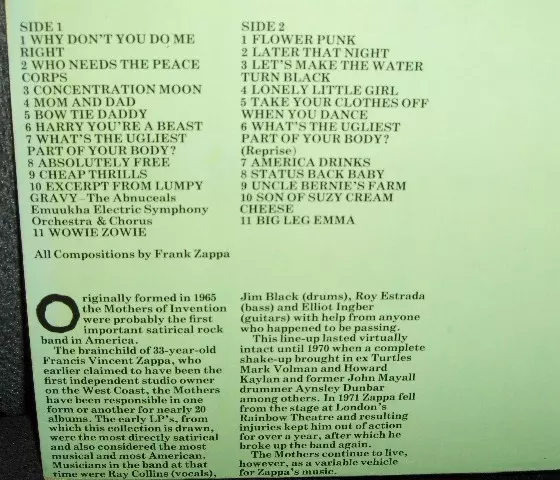 SIDE 1
1 WHY DON'T YOU DO ME
RIGHT
2 WHO NEEDS THE PEACE
CORPS
3 CONCENTRATION MOON
4 MOM AND DAD
5 BOW TIE DADDY
6 HARRY YOU'RE A BEAST
7 WHAT'S THE UGLIEST
PART OF YOUR BODY?
8 ABSOLUTELY FREE
9 CHEAP THRILLS
10 EXCERPT FROM LUMPY
GRAVY – The Abnuceals
Emuukha Electric Symphony
Orchestra & Chorus
11 WOWIE ZOWIE
SIDE 2
1 FLOWER PUNK
2 LATER THAT NIGHT
3 LET'S MAKE THE WATER
TURN BLACK
4 LONELY LITTLE GIRL
5 TAKE YOUR CLOTHES OFF
WHEN YOU DANCE
6 WHAT'S THE UGLIEST
PART OF YOUR BODY?
(Reprise)
7 AMERICA DRINKS
8 STATUS BACK BABY
9 UNCLE BERNIE'S FARM
10 SON OF SUZY CREAM
CHEESE
11 BIG LEG EMMA
All Compositions by Frank Zappa
Originally formed in 1965
the Mothers of Invention
were probably the first
important satirical rock
band in America.
The brainchild of 33-year-old
Francis Vincent Zappa, who
earlier claimed to have been the
first independent studio owner
on the West Coast, the Mothers
have been responsible in one
form or another for nearly 20
albums. The early LP's, from
which this collection is drawn,
were the most directly satirical
and also considered the most
musical and most American.
Musicians in the band at that
time were Ray Collins (vocals),
Jim Black (drums), Roy Estrada
(bass) and Elliot Ingber
(guitars) with help from anyone
who happened to be passing.
This line-up lasted virtually
intact until 1970 when a complete
shake-up brought in ex Turtles
Mark Volman and Howard
Kaylan and former John Mayall
drummer Aynsley Dunbar
among others. In 1971 Zappa fell
from the stage at London's
Rainbow Theatre and resulting
injuries kept him out of action
for over a year, after which he
broke up the band again.
The Mothers continue to live,
however, as a variable vehicle
for Zappa's music.